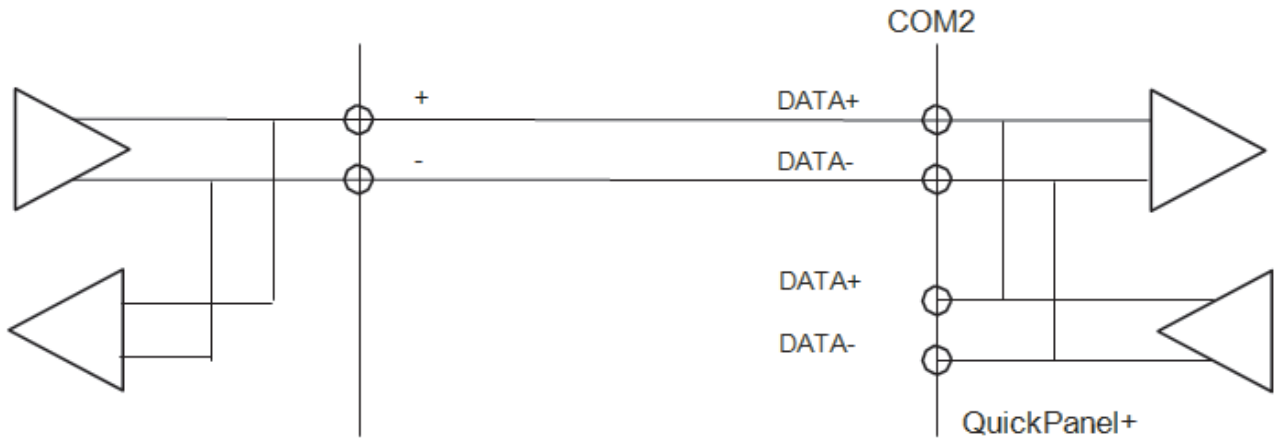 COM2
+
DATA+
-
DATA-
DATA+
DATA-
QuickPanel+